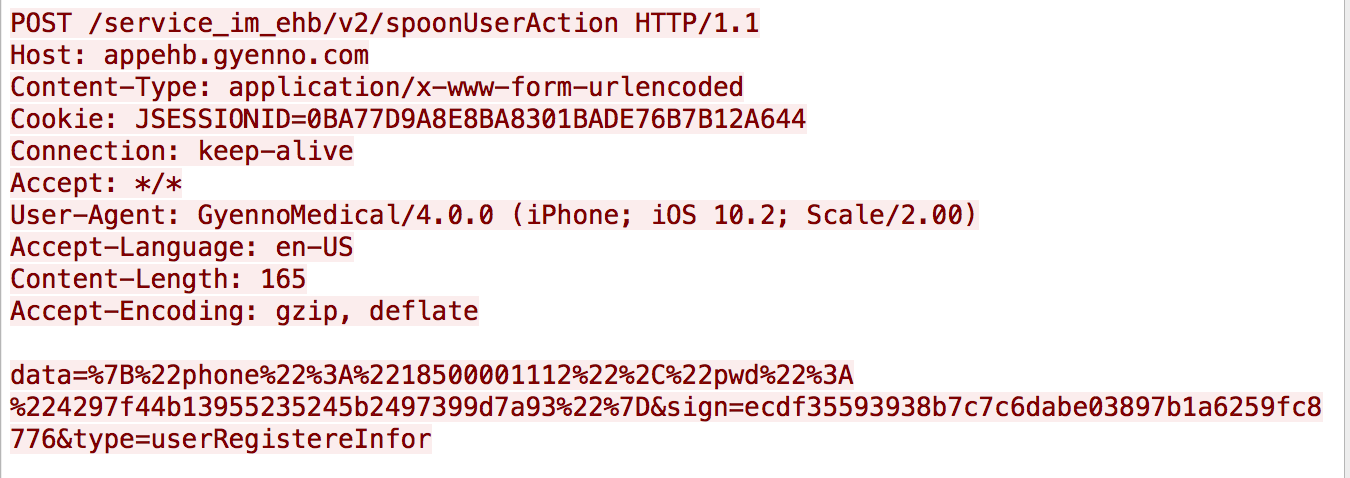 POST /service_im_ehb/v2/spoonUserAction HTTP/1.1
Host: appehb.gyenno.com
Content-Type: application/x-www-form-urlencoded
Cookie: JSESSIONID=0BA77D9A8E8BA8301BADE76B7B12A644
Connection: keep-alive
Accept: */*
User-Agent: GyennoMedical/4.0.0 (iPhone; iOS 10.2; Scale/2.00)
Accept-Language: en-US
Content-Length: 165
Accept-Encoding: gzip, deflate
data=%7B%22phone%22%3A%2218500001112%22%2C%22pwd%22%3A
%224297f44b13955235245b2497399d7a93%22%7D&sign=ecdf35593938b7c7c6dabe03897b1a6259fc8
776&type=userRegistereInfor